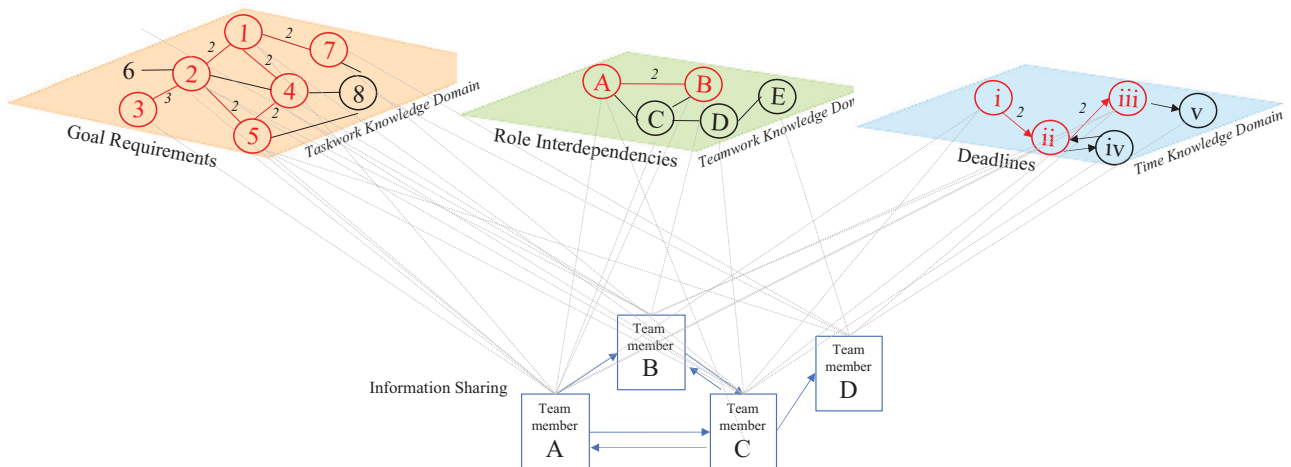 1
2
2
7
6
2
2
4
8
3
3
2
2
5
Goal Requirements
Taskwork Knowledge Domain
A
2
B
C
D
E
Role Interdependencies
Teamwork Knowledge Dom
i
2
2
iii
v
ii
iv
Deadlines
Time Knowledge Domain
Information Sharing
Team
member
A
Team
member
B
Team
member
C
Team
member
D